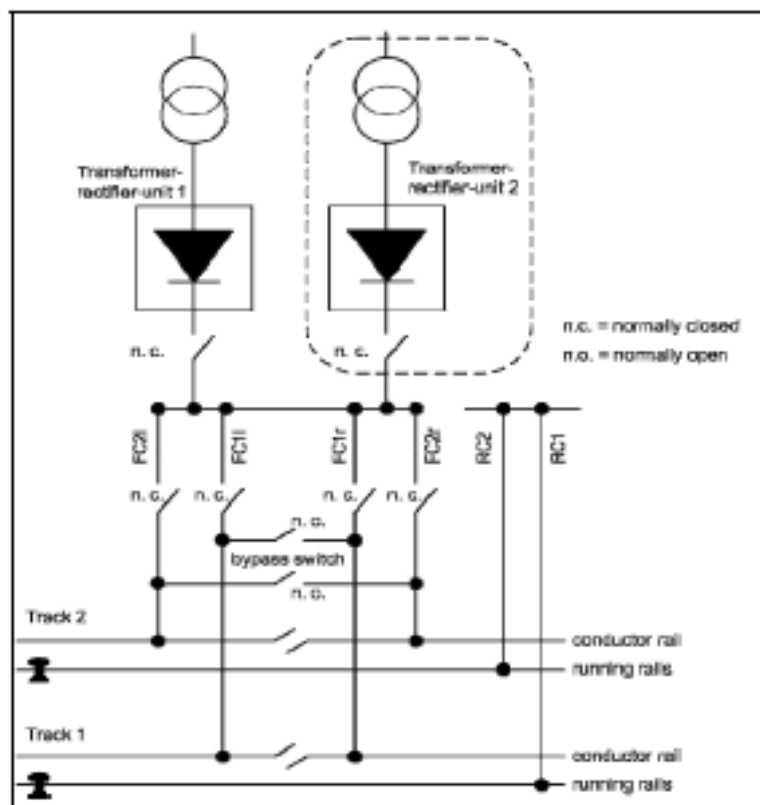 Transformer-
rectifier-unit 1
Transformer-
rectifier-unit 2
n.c. = normally closed
n.o. = normally open
n. c.
n. c.
FC2l
FC1l
FC1r
FC2r
RC2
RC1
n. c.
n. c.
n. c.
n. c.
n. o.
bypass switch
n. o.
Track 2
conductor rail
running rails
Track 1
conductor rail
running rails